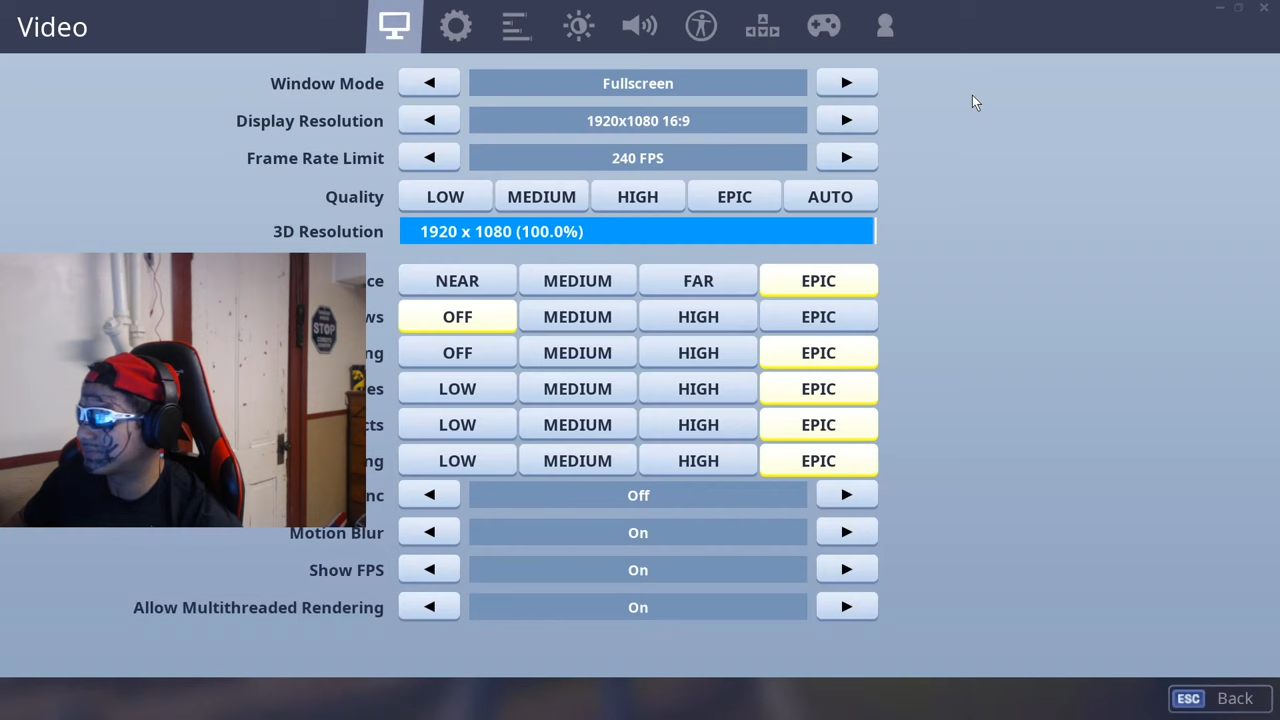 Video
Window Mode ◀ Fullscreen ▶
Display Resolution ◀ 1920x1080 16:9 ▶
Frame Rate Limit ◀ 240 FPS ▶
Quality LOW MEDIUM HIGH EPIC AUTO
3D Resolution 1920 x 1080 (100.0%)
ce NEAR MEDIUM FAR EPIC
ws OFF MEDIUM HIGH EPIC
ng OFF MEDIUM HIGH EPIC
es LOW MEDIUM HIGH EPIC
cts LOW MEDIUM HIGH EPIC
ng LOW MEDIUM HIGH EPIC
nc ◀ Off ▶
Motion Blur ◀ On ▶
Show FPS ◀ On ▶
Allow Multithreaded Rendering ◀ On ▶
STOP
ESC Back